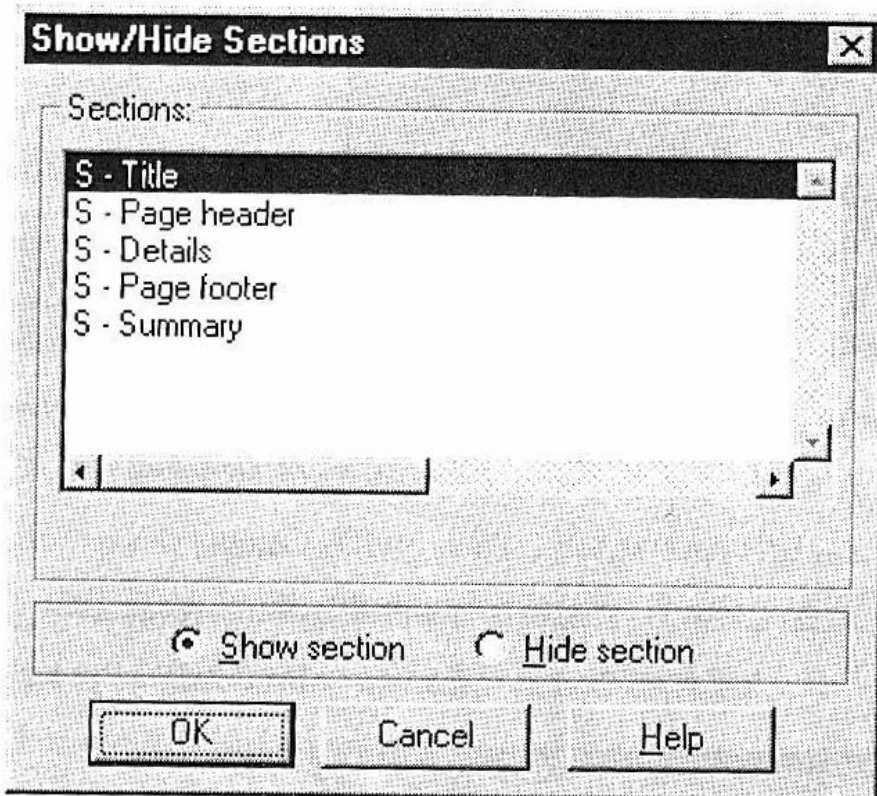 Show/Hide Sections
Sections:
S - Title
S - Page header
S - Details
S - Page footer
S - Summary
Show section Hide section
OK Cancel Help